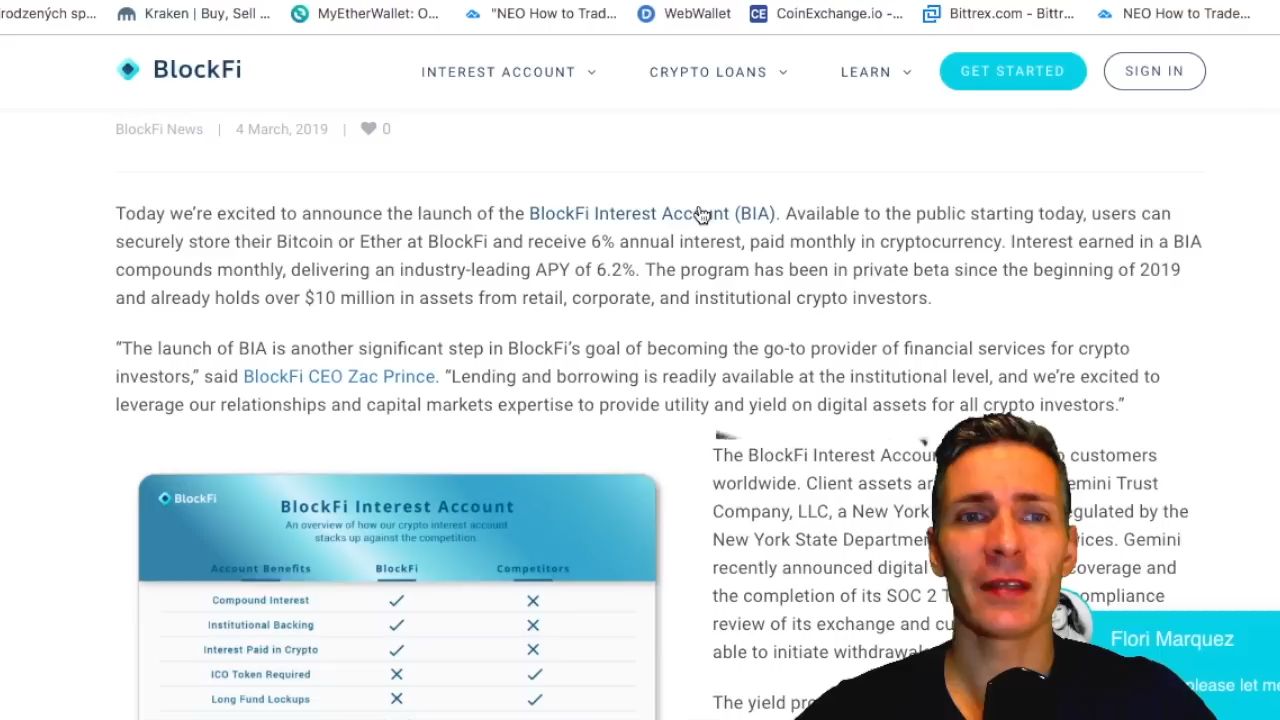 irodzených sp...
Kraken | Buy, Sell ...
MyEtherWallet: O...
"NEO How to Trad...
WebWallet
CE CoinExchange.io -...
Bittrex.com - Bittr...
NEO How to Trade...
BlockFi
INTEREST ACCOUNT
CRYPTO LOANS
LEARN
GET STARTED
SIGN IN
BlockFi News | 4 March, 2019 | 0
Today we’re excited to announce the launch of the BlockFi Interest Account (BIA). Available to the public starting today, users can
securely store their Bitcoin or Ether at BlockFi and receive 6% annual interest, paid monthly in cryptocurrency. Interest earned in a BIA
compounds monthly, delivering an industry-leading APY of 6.2%. The program has been in private beta since the beginning of 2019
and already holds over $10 million in assets from retail, corporate, and institutional crypto investors.
“The launch of BIA is another significant step in BlockFi’s goal of becoming the go-to provider of financial services for crypto
investors,” said BlockFi CEO Zac Prince. “Lending and borrowing is readily available at the institutional level, and we’re excited to
leverage our relationships and capital markets expertise to provide utility and yield on digital assets for all crypto investors.”
BlockFi
BlockFi Interest Account
An overview of how our crypto interest account
stacks up against the competition.
Account Benefits BlockFi Competitors
Compound Interest
Institutional Backing
Interest Paid in Crypto
ICO Token Required
Long Fund Lockups
The BlockFi Interest customers
worldwide. Client assets Trust
Company, LLC, a New York by the
New York State Gemini
recently announced digital coverage and
the completion of its SOC 2 compliance
review of its exchange and
able to initiate
The yield
Flori Marquez
please let me